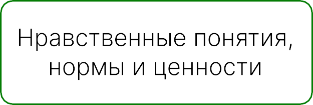 Нравственные понятия,
нормы и ценности